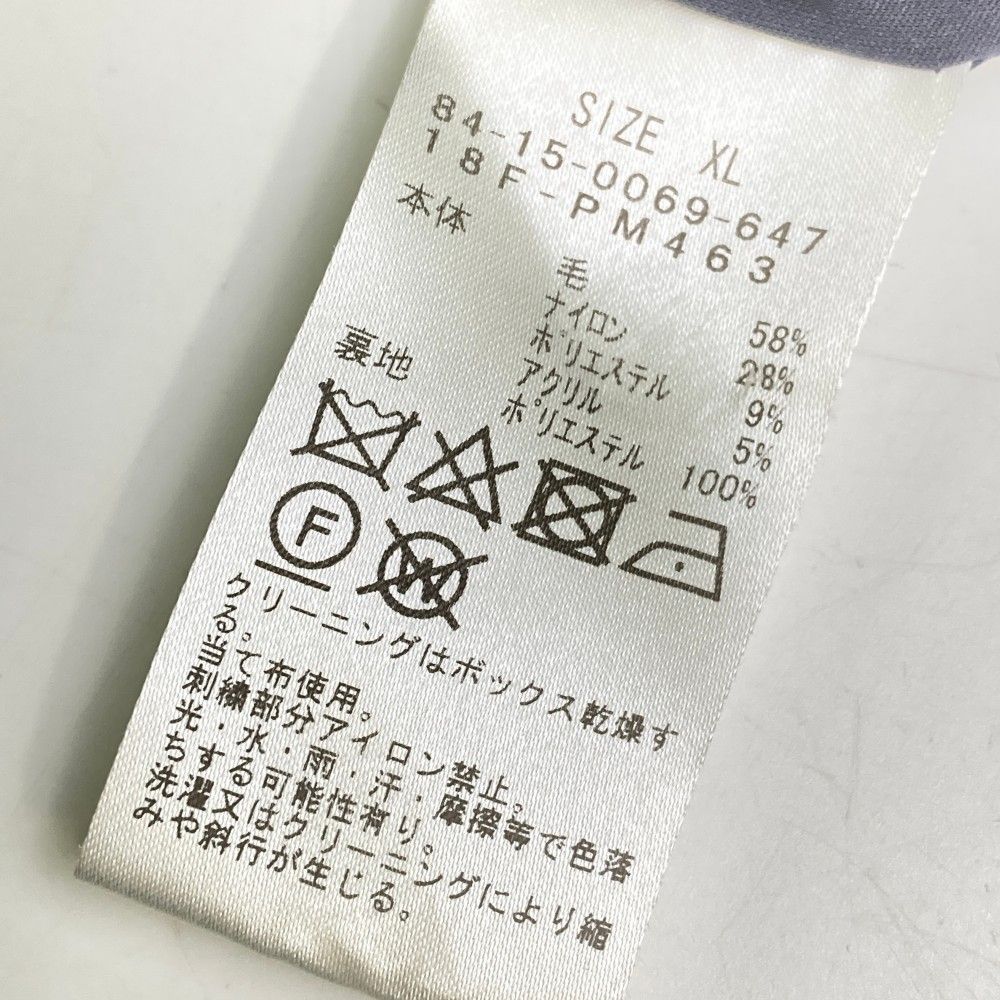 SIZE XL
84-15-0069-647
18F-PM463
本体
毛 58%
ナイロン 28%
ポリエステル 9%
アクリル 5%
裏地 ポリエステル 100%
F
W
クリーニングはボックス乾燥す
る。
当て布使用。
刺繍部分アイロン禁止。
光・水・雨・汗・摩擦等で色落
ちする可能性有り。
洗濯又はクリーニングにより縮
みや斜行が生じる。